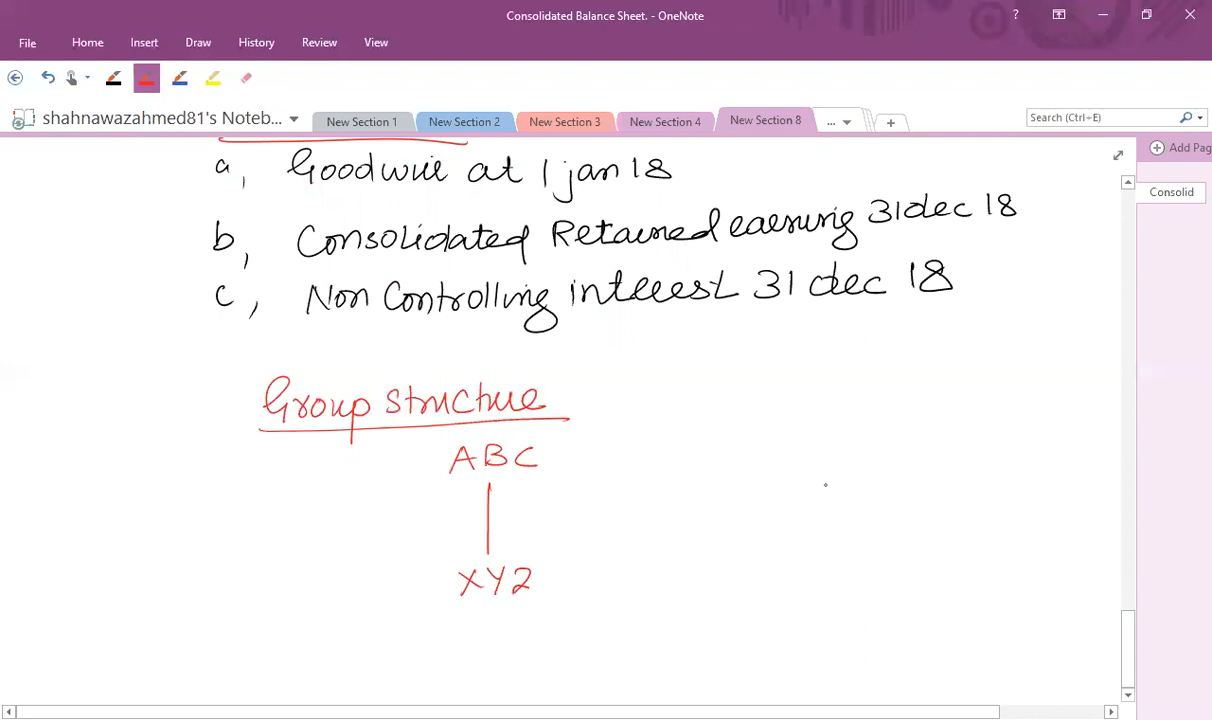 Consolidated Balance Sheet. - OneNote
?
File Home Insert Draw History Review View
shahnawazahmed81's Noteb... New Section 1 New Section 2 New Section 3 New Section 4 New Section 8 ... Search (Ctrl+E)
Add Pag
Consolid
a, Goodwill at 1 jan 18
b, Consolidated Retained earning 31 dec 18
c, Non Controlling interest 31 dec 18
Group structure
ABC
XYZ